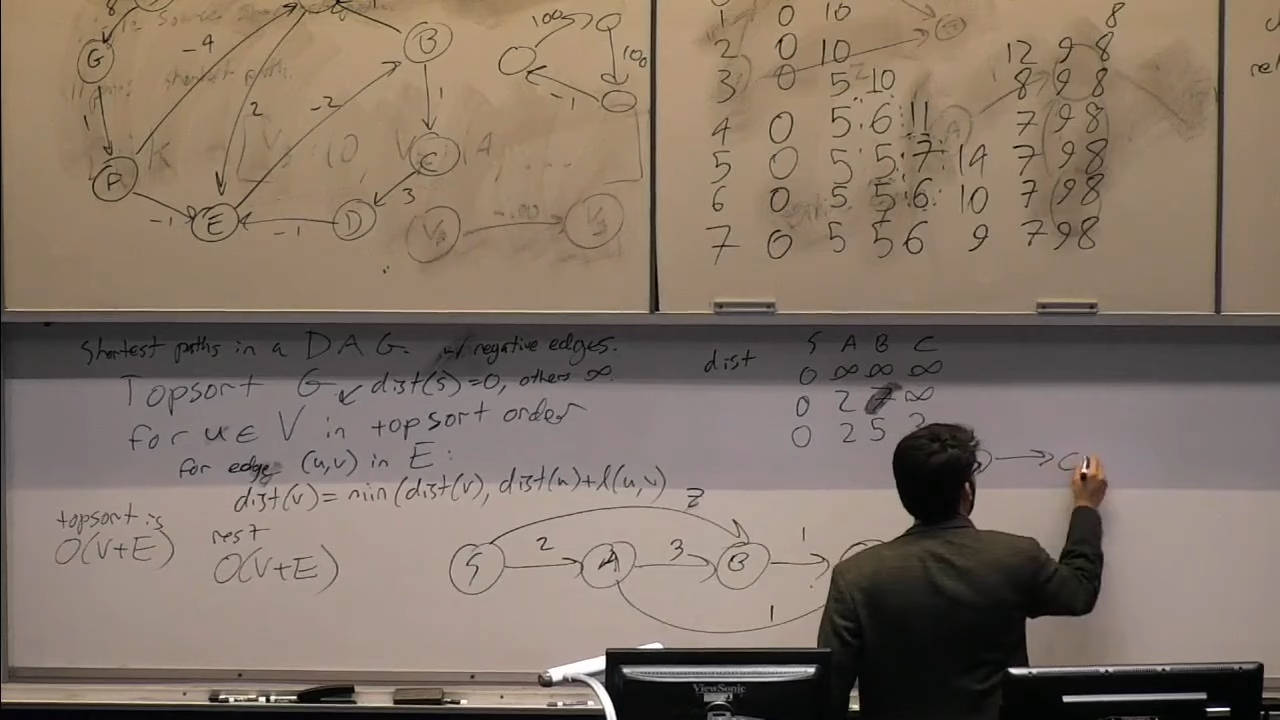 8
-4
G
B
100
100
-1
1
2
-2
1
A
C
3
-1
E
-1
D
1 0 10 8
2 0 10 12 9 8
3 0 5 10 8 9 8
4 0 5 6 11 7 9 8
5 0 5 5 7 14 7 9 8
6 0 5 5 6 10 7 9 8
7 0 5 5 6 9 7 9 8
Shortest paths in a DAG. w/ negative edges.
Topsort G dist(s)=0, others ∞
for u ∈ V in topsort order
for edge (u,v) in E:
dist(v) = min(dist(v), dist(u)+l(u,v)
topsort is
O(V+E)
rest
O(V+E)
dist S A B C
0 ∞ ∞ ∞
0 2 7 ∞
0 2 5
S 2 A 3 B 1
1
ViewSonic